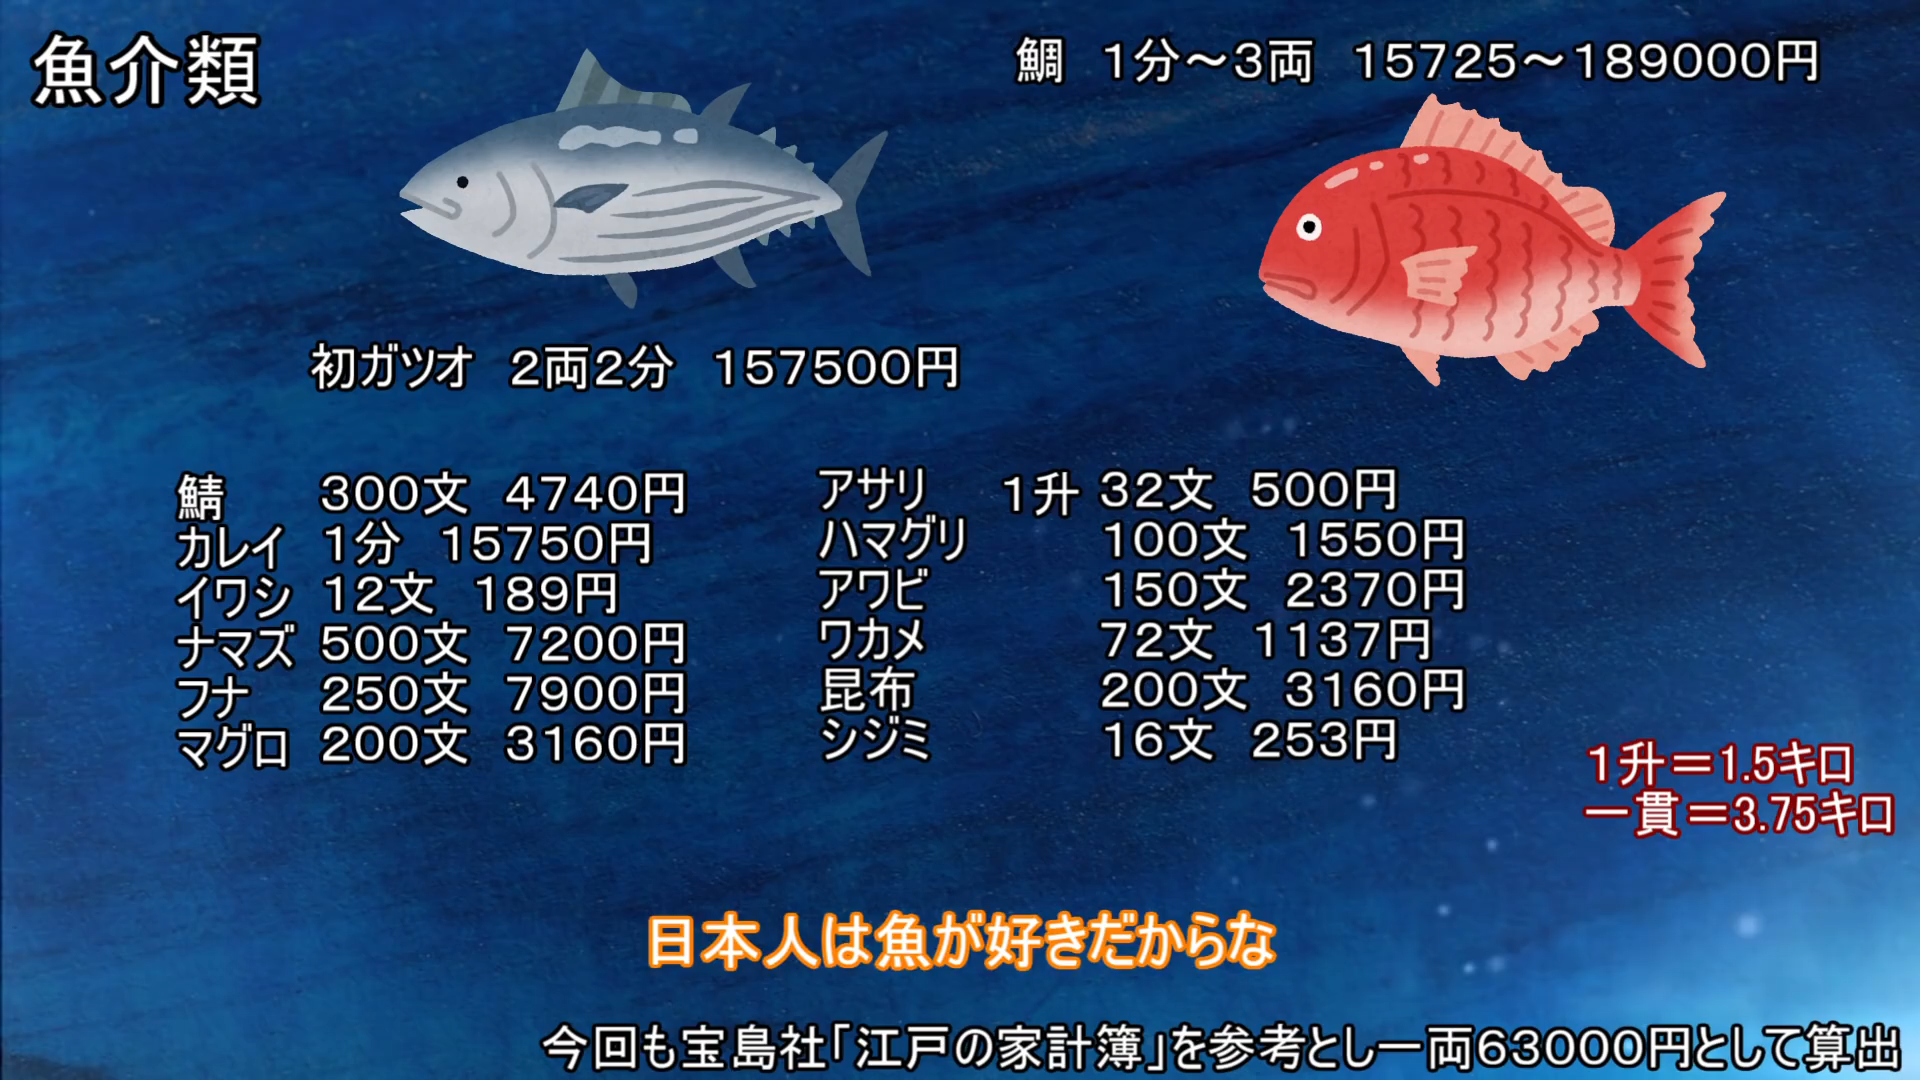 魚介類
鯛　1分～3両　15725～189000円
初ガツオ　2両2分　157500円
鯖　300文　4740円
カレイ　1分　15750円
イワシ　12文　189円
ナマズ　500文　7200円
フナ　250文　7900円
マグロ　200文　3160円
アサリ　1升　32文　500円
ハマグリ　100文　1550円
アワビ　150文　2370円
ワカメ　72文　1137円
昆布　200文　3160円
シジミ　16文　253円
1升＝1.5キロ
一貫＝3.75キロ
日本人は魚が好きだからな
今回も宝島社「江戸の家計簿」を参考とし一両63000円として算出